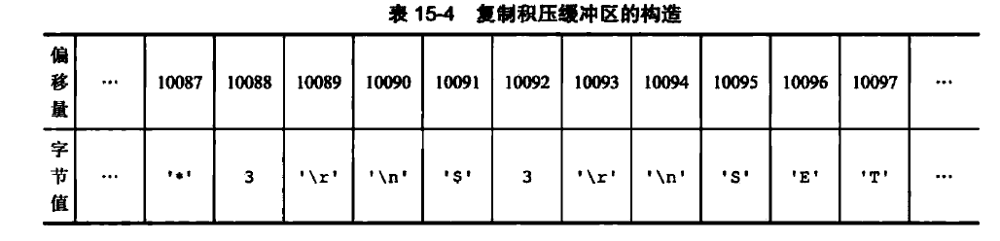 表 15-4 复制积压缓冲区的构造
偏移量 … 10087 10088 10089 10090 10091 10092 10093 10094 10095 10096 10097 …
字节值 … '*' 3 '\r' '\n' '$' 3 '\r' '\n' 'S' 'E' 'T' …